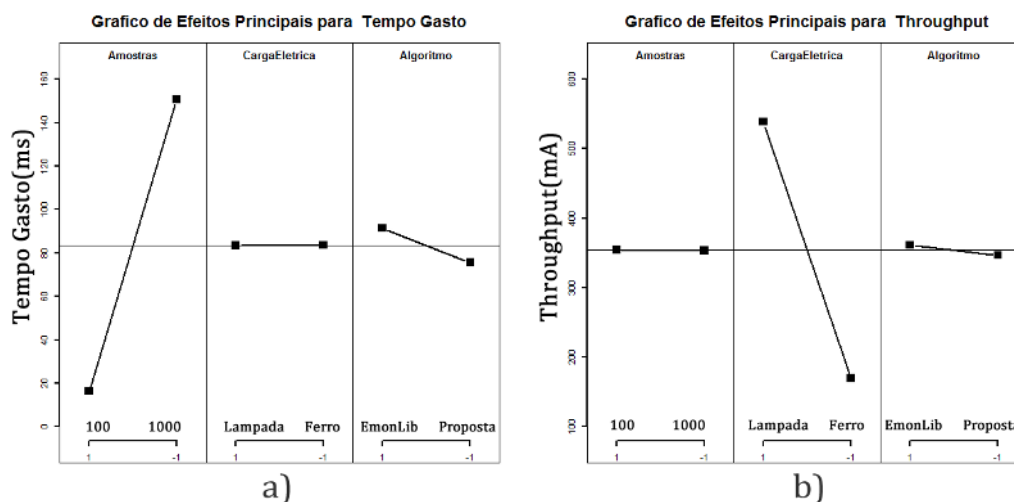 Grafico de Efeitos Principais para Tempo Gasto
Amostras CargaEletrica Algoritmo
Tempo Gasto(ms)
160
140
120
100
80
60
40
20
0
100 1000 Lampada Ferro EmonLib Proposta
1 -1 1 -1 1 -1
a)
Grafico de Efeitos Principais para Throughput
Amostras CargaEletrica Algoritmo
Throughput(mA)
600
500
400
300
200
100
100 1000 Lampada Ferro EmonLib Proposta
1 -1 1 -1 1 -1
b)